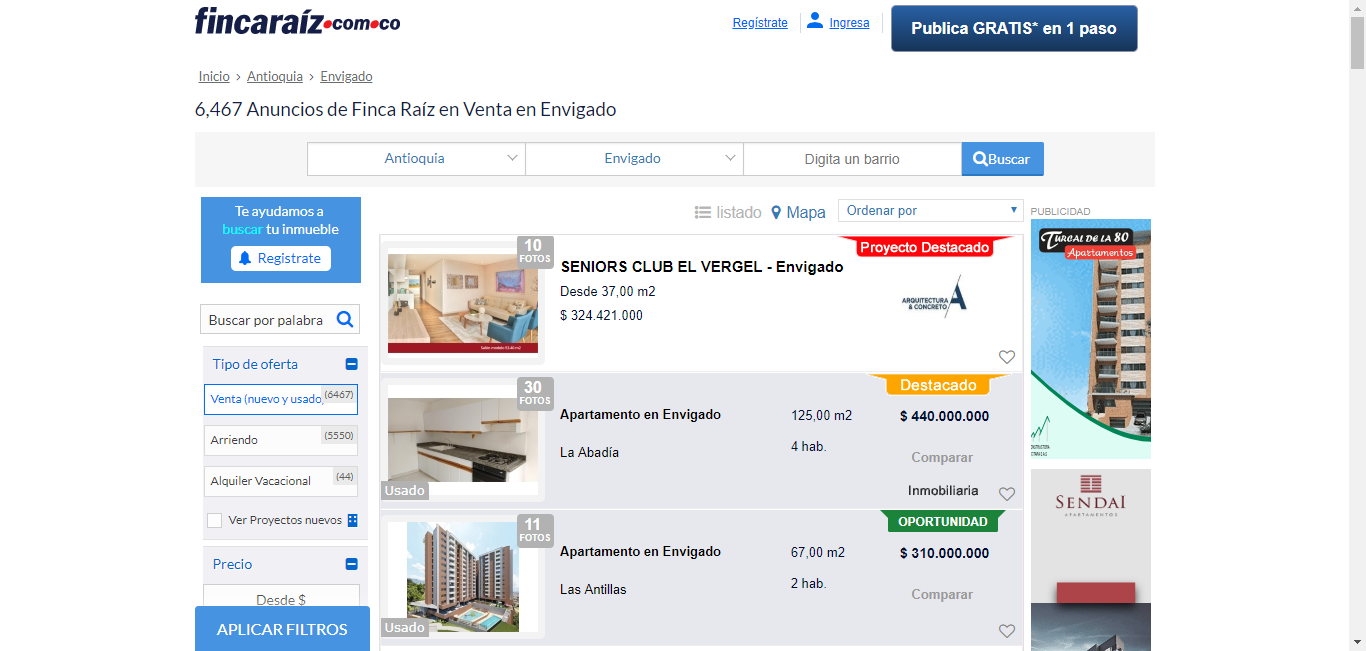 fincaraíz.com.co
Regístrate
Ingresa
Publica GRATIS* en 1 paso
Inicio › Antioquia › Envigado
6,467 Anuncios de Finca Raíz en Venta en Envigado
Antioquia
Envigado
Digita un barrio
Buscar
Te ayudamos a
buscar tu inmueble
Registrate
listado
Mapa
Ordenar por
PUBLICIDAD
Buscar por palabra
Tipo de oferta
Venta (nuevo y usado) (6467)
Arriendo (5550)
Alquiler Vacacional (44)
Ver Proyectos nuevos
Precio
Desde $
APLICAR FILTROS
10
FOTOS
Proyecto Destacado
SENIORS CLUB EL VERGEL - Envigado
Desde 37,00 m2
$ 324.421.000
ARQUITECTURA
& CONCRETO
30
FOTOS
Destacado
Apartamento en Envigado
125,00 m2
$ 440.000.000
La Abadía
4 hab.
Comparar
Usado
Inmobiliaria
11
FOTOS
OPORTUNIDAD
Apartamento en Envigado
67,00 m2
$ 310.000.000
Las Antillas
2 hab.
Comparar
Usado
Turcal de la 80
Apartamentos
SENDAI
APARTAMENTOS